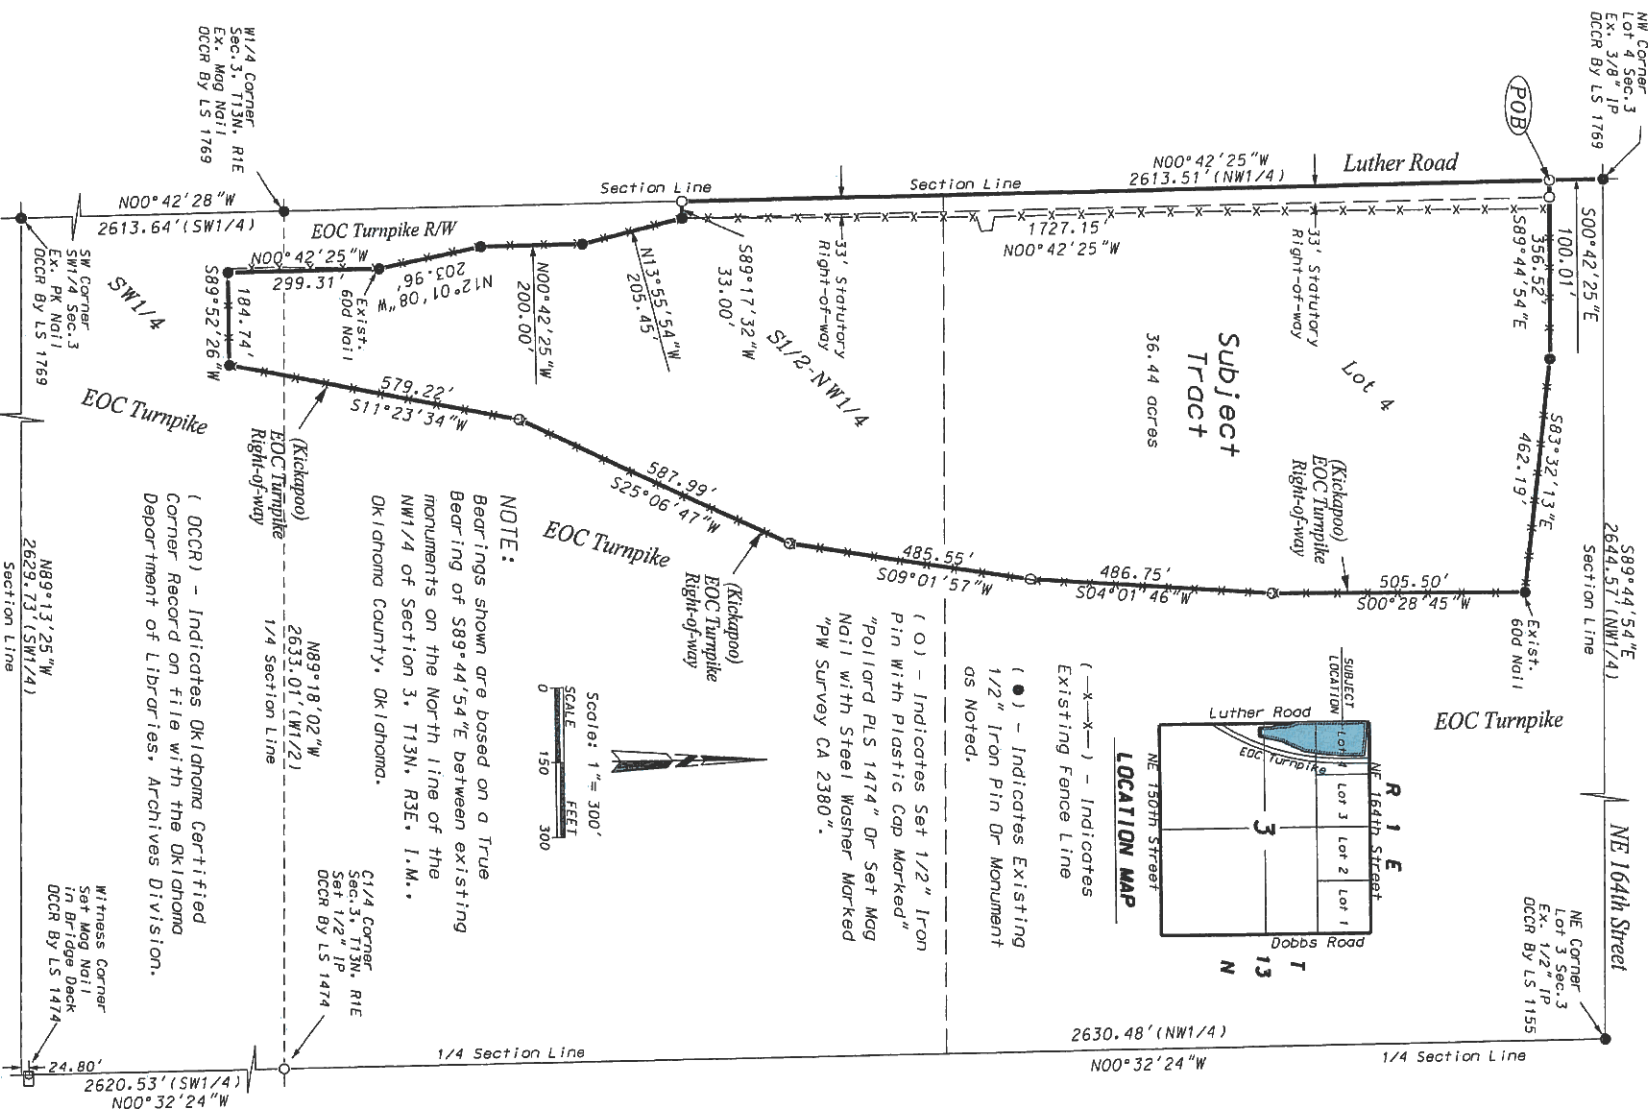 NW Corner
Lot 4 Sec.3
Ex. 3/8" IP
OCCR By LS 1769
POB
W1/4 Corner
Sec.3, T13N, R1E
Ex. Mag Nail
OCCR By LS 1769
N00°42'25"W
2613.51'(NW1/4)
Luther Road
Section Line
Section Line
N00°42'28"W
2613.64'(SW1/4)
EOC Turnpike R/W
S00°42'25"E
100.01'
356.52'
S89°44'54"E
1727.15'
N00°42'25"W
33' Statutory
Right-of-way
33' Statutory
Right-of-way
S89°17'32"W
33.00'
N13°55'54"W
205.45'
N00°42'25"W
200.00'
N12°01'08"W
203.96'
Exist.
60d Nail
N00°42'25"W
299.31'
184.74'
S89°52'26"W
SW Corner
SW1/4 Sec.3
Ex. PK Nail
OCCR By LS 1769
SW1/4
S1/2-NW1/4
Lot 4
Subject
Tract
36.44 acres
S83°32'13"E
462.19'
S89°44'54"E
2644.57'(NW1/4)
Section Line
EOC Turnpike
579.22'
S11°23'34"W
(Kickapoo)
EOC Turnpike
Right-of-way
587.99'
S25°06'47"W
EOC Turnpike
(Kickapoo)
EOC Turnpike
Right-of-way
485.55'
S09°01'57"W
486.75'
S04°01'46"W
(Kickapoo)
EOC Turnpike
Right-of-way
505.50'
S00°28'45"W
Exist.
60d Nail
EOC Turnpike
NE 164th Street
NOTE:
Bearings shown are based on a True
Bearing of S89°44'54"E between existing
monuments on the North line of the
NW1/4 of Section 3, T13N, R3E, I.M.,
Oklahoma County, Oklahoma.
( OCCR) - Indicates Oklahoma Certified
Corner Record on file with the Oklahoma
Department of Libraries, Archives Division.
N89°13'25"W
2629.73'(SW1/4)
Section Line
N89°18'02"W
2633.01'(W1/2)
1/4 Section Line
Scale: 1"= 300'
0 150 300
SCALE FEET
( O) - Indicates Set 1/2" Iron
Pin With Plastic Cap Marked"
"Pollard PLS 1474" Or Set Mag
Nail with Steel Washer Marked
"PW Survey CA 2380".
( ● ) - Indicates Existing
1/2" Iron Pin Or Monument
as Noted.
( —x—x— ) - Indicates
Existing Fence Line
SUBJECT
LOCATION
R 1 E
NE 164th Street
Luther Road
Lot 4
Lot 3
Lot 2
Lot 1
EOC Turnpike
3
NE 150th Street
Dobbs Road
T
13
N
LOCATION MAP
NE Corner
Lot 3 Sec.3
Ex. 1/2" IP
OCCR By LS 1155
C1/4 Corner
Sec.3, T13N, R1E
Set 1/2" IP
OCCR By LS 1474
Witness Corner
Set Mag Nail
in Bridge Deck
OCCR By LS 1474
2630.48'(NW1/4)
N00°32'24"W
1/4 Section Line
1/4 Section Line
24.80'
2620.53'(SW1/4)
N00°32'24"W